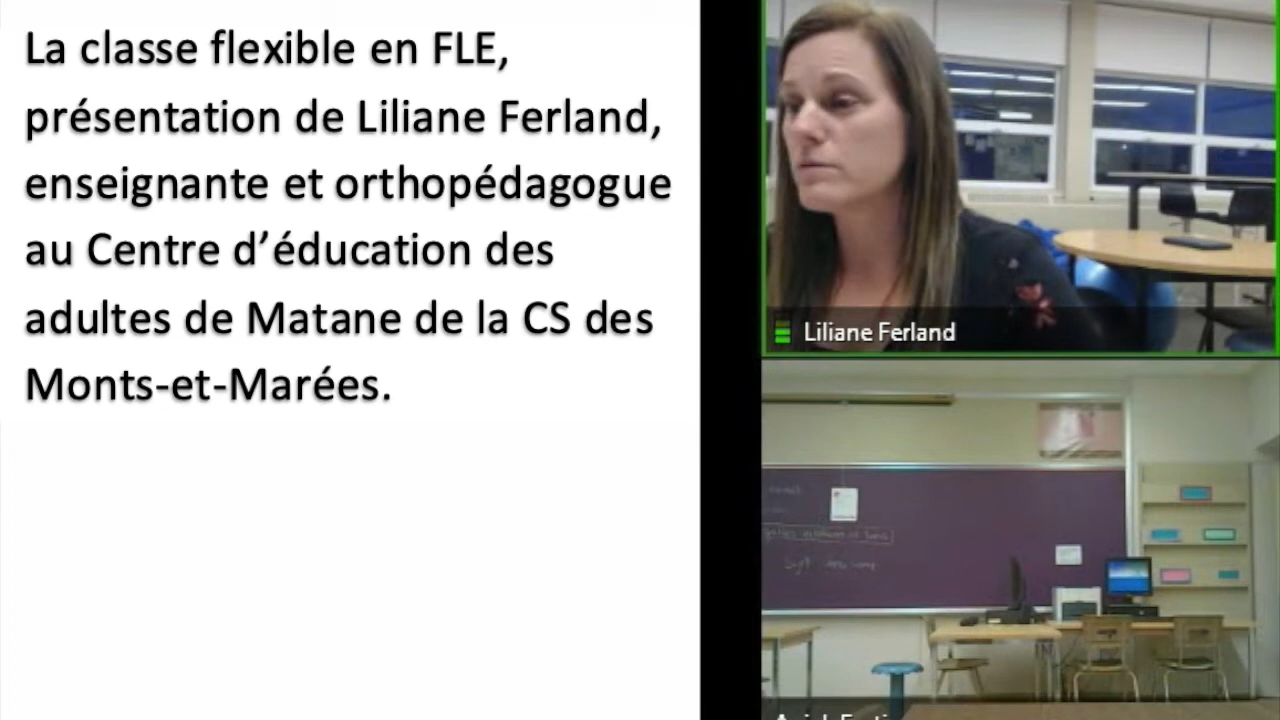 La classe flexible en FLE,
présentation de Liliane Ferland,
enseignante et orthopédagogue
au Centre d’éducation des
adultes de Matane de la CS des
Monts-et-Marées.
Liliane Ferland